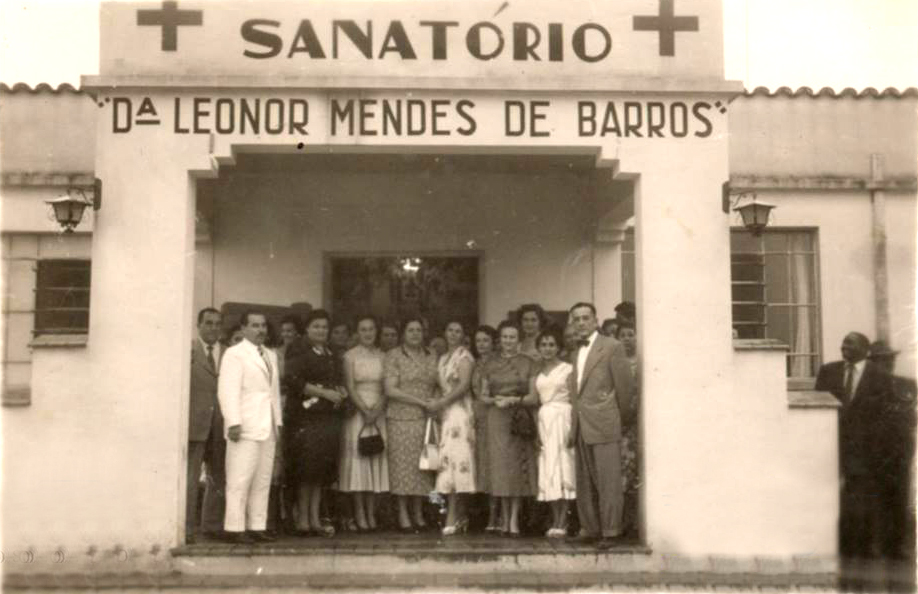 SANATÓRIO
"DA LEONOR MENDES DE BARROS"